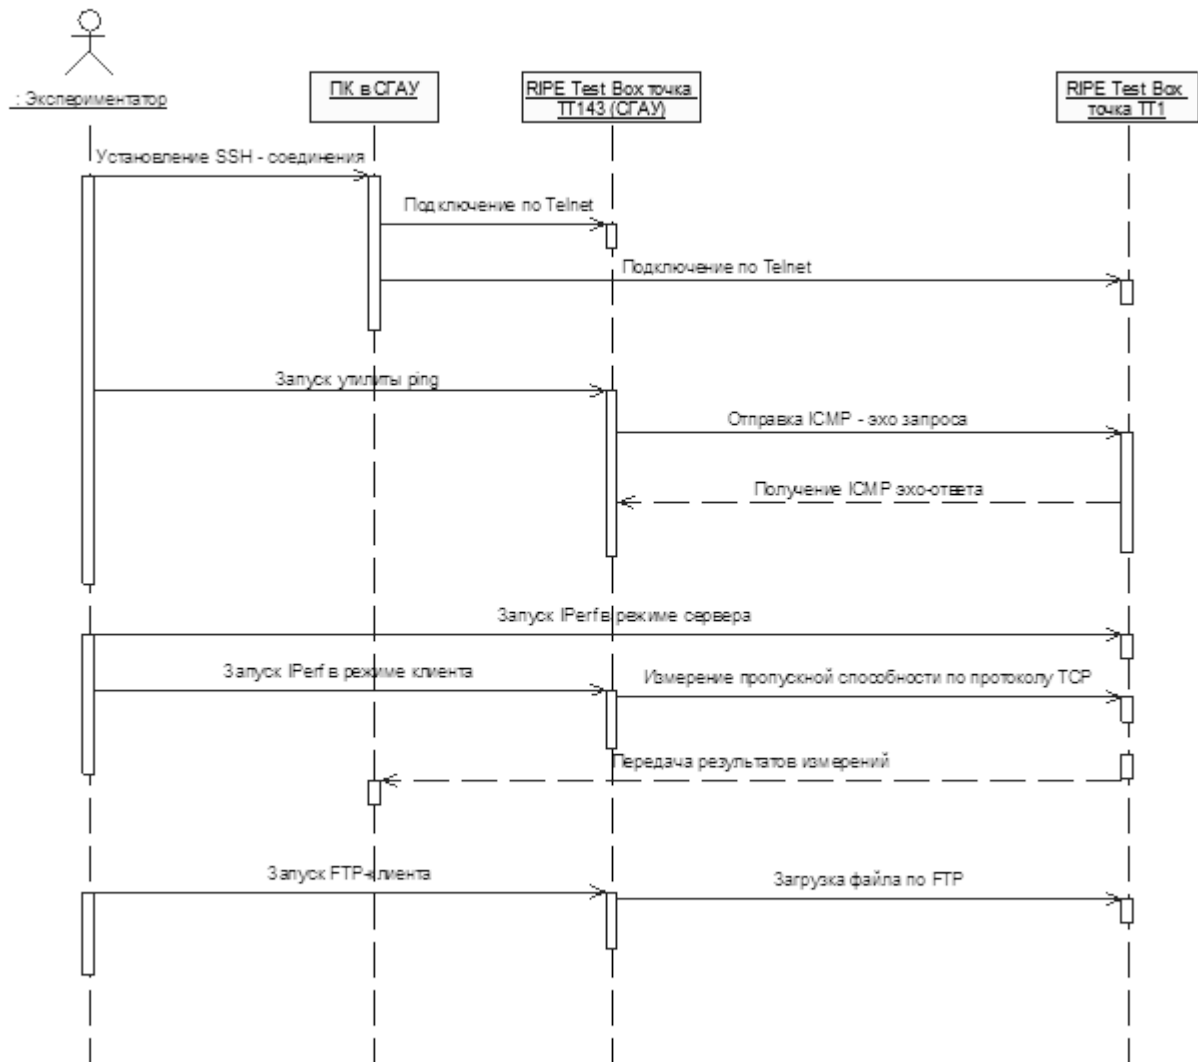 : Экспериментатор
ПК в СГАУ
RIPE Test Box точка
TT143 (СГАУ)
RIPE Test Box
точка TT1
Установление SSH - соединения
Подключение по Telnet
Подключение по Telnet
Запуск утилиты ping
Отправка ICMP - эхо запроса
Получение ICMP эхо-ответа
Запуск IPerf в режиме сервера
Запуск IPerf в режиме клиента
Измерение пропускной способности по протоколу TCP
Передача результатов измерений
Запуск FTP-клиента
Загрузка файла по FTP